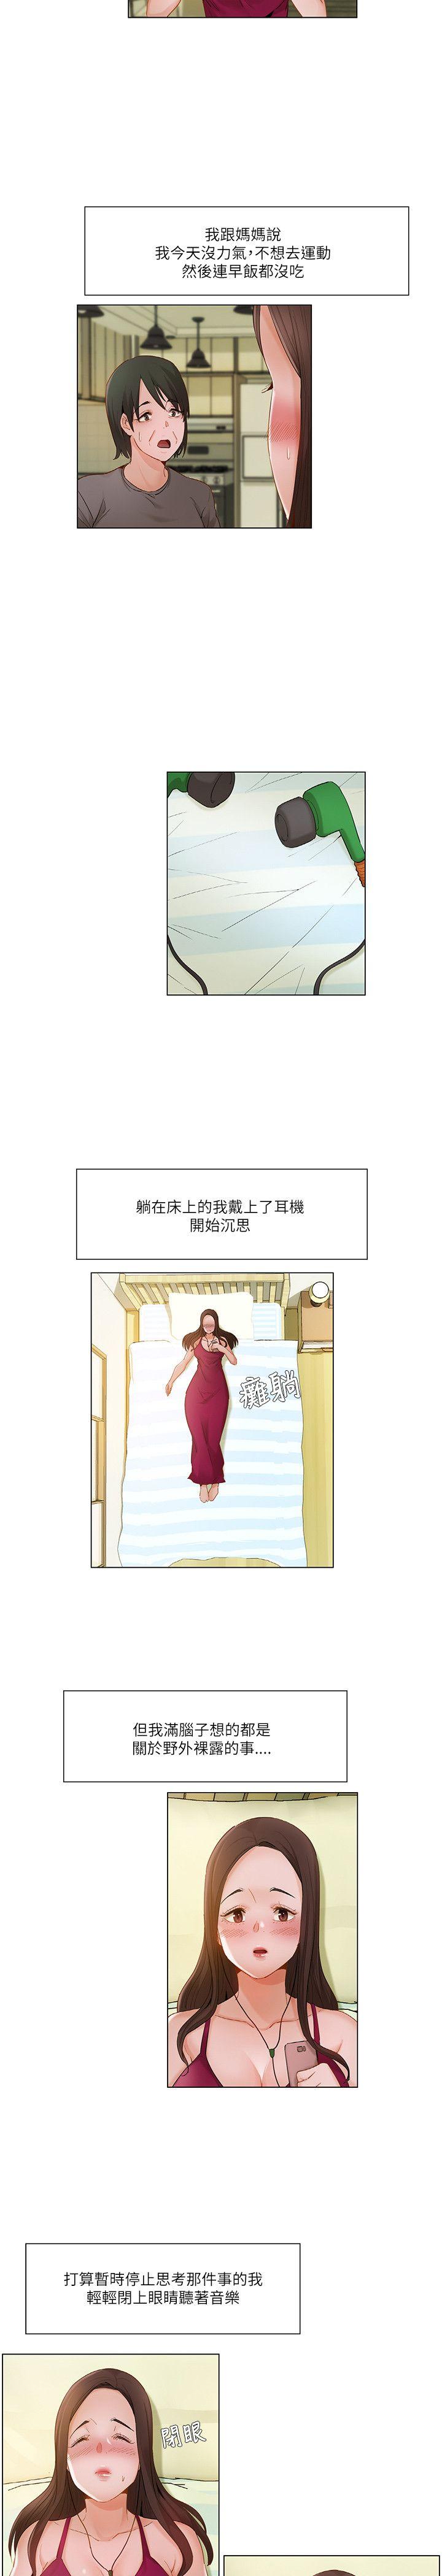 我跟媽媽說
我今天沒力氣，不想去運動
然後連早飯都沒吃
躺在床上的我戴上了耳機
開始沉思
癱躺
但我滿腦子想的都是
關於野外裸露的事....
打算暫時停止思考那件事的我
輕輕閉上眼睛聽著音樂
閉眼